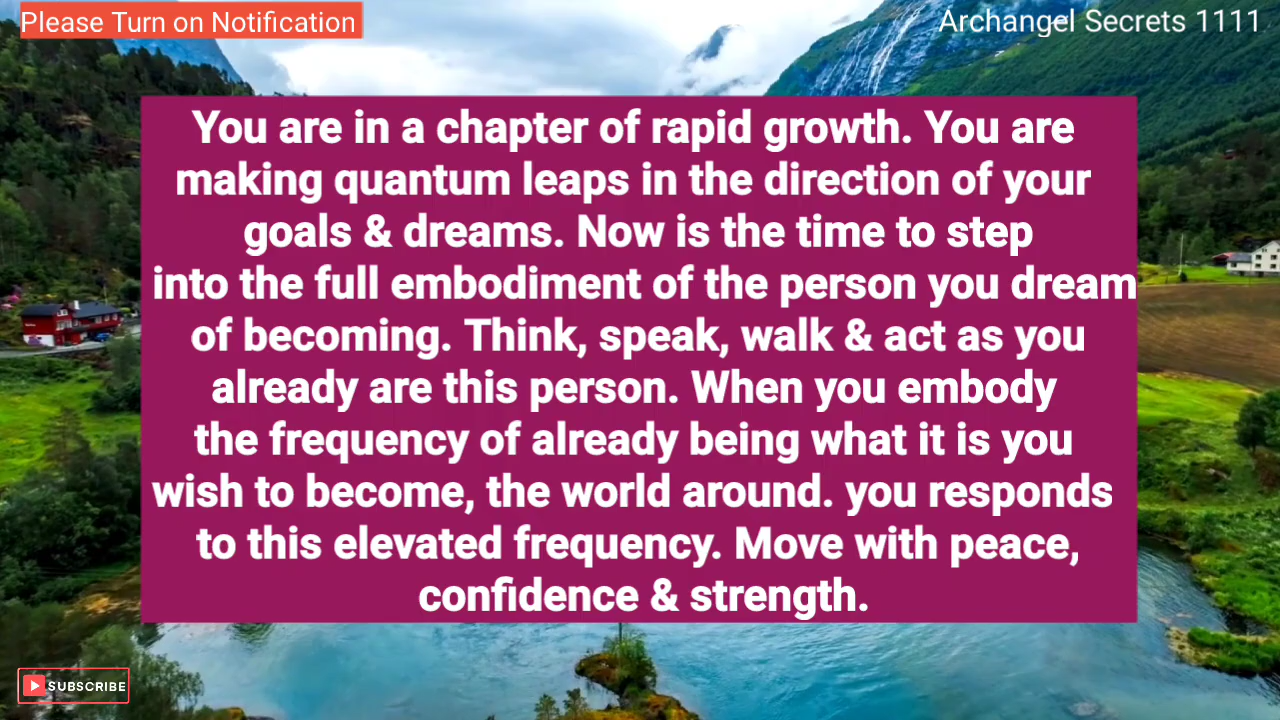 Please Turn on Notification
Archangel Secrets 1111
You are in a chapter of rapid growth. You are
making quantum leaps in the direction of your
goals & dreams. Now is the time to step
into the full embodiment of the person you dream
of becoming. Think, speak, walk & act as you
already are this person. When you embody
the frequency of already being what it is you
wish to become, the world around. you responds
to this elevated frequency. Move with peace,
confidence & strength.
SUBSCRIBE